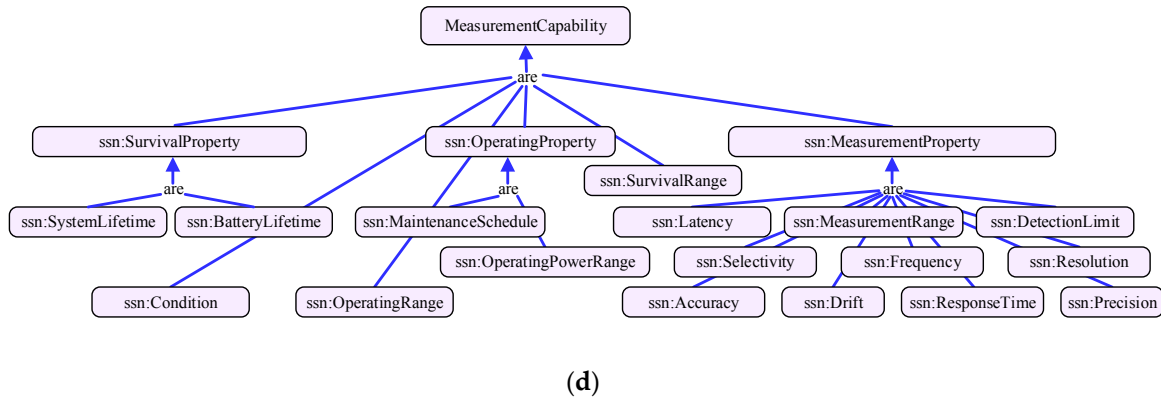 MeasurementCapability
are
ssn:SurvivalProperty
ssn:OperatingProperty
ssn:MeasurementProperty
ssn:SurvivalRange
are
are
are
ssn:SystemLifetime
ssn:BatteryLifetime
ssn:MaintenanceSchedule
ssn:Latency
ssn:MeasurementRange
ssn:DetectionLimit
ssn:OperatingPowerRange
ssn:Selectivity
ssn:Frequency
ssn:Resolution
ssn:Condition
ssn:OperatingRange
ssn:Accuracy
ssn:Drift
ssn:ResponseTime
ssn:Precision
(d)